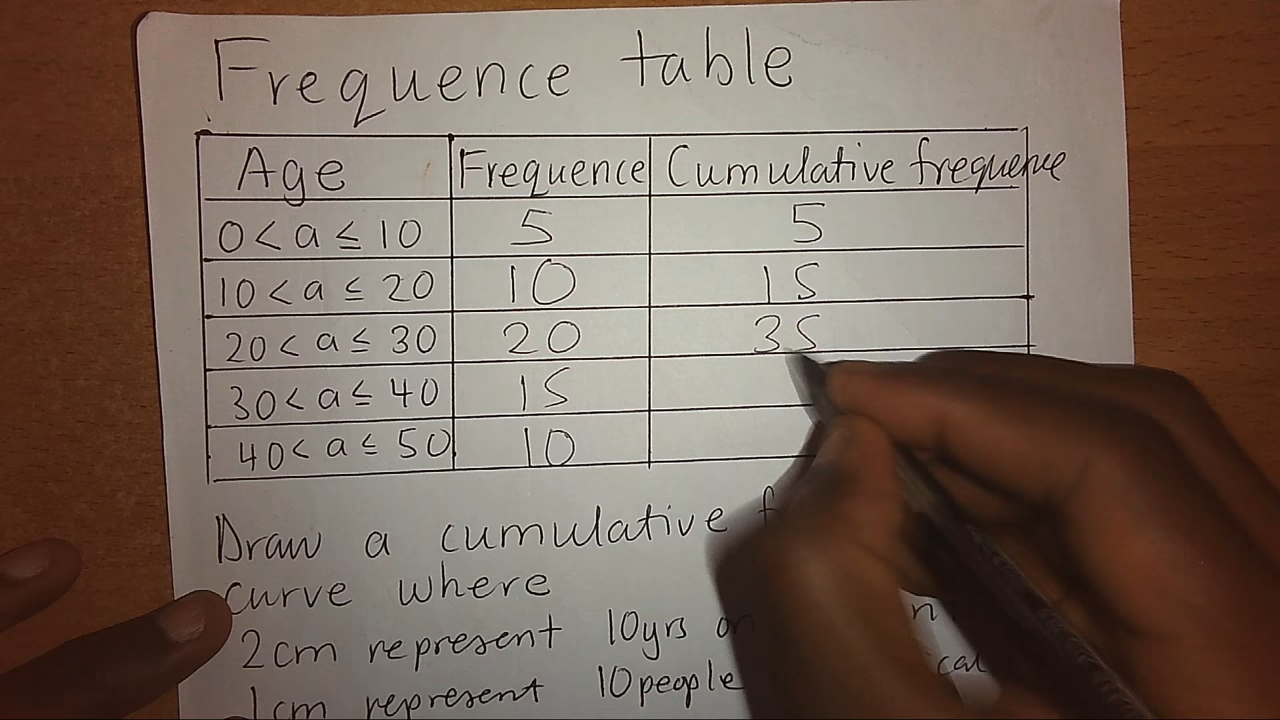 Frequence table
Age Frequence Cumulative frequence
0 < a ≤ 10 5 5
10 < a ≤ 20 10 15
20 < a ≤ 30 20 35
30 < a ≤ 40 15
40 < a ≤ 50 10
Draw a cumulative
curve where
2cm represent 10yrs
1cm represent 10people